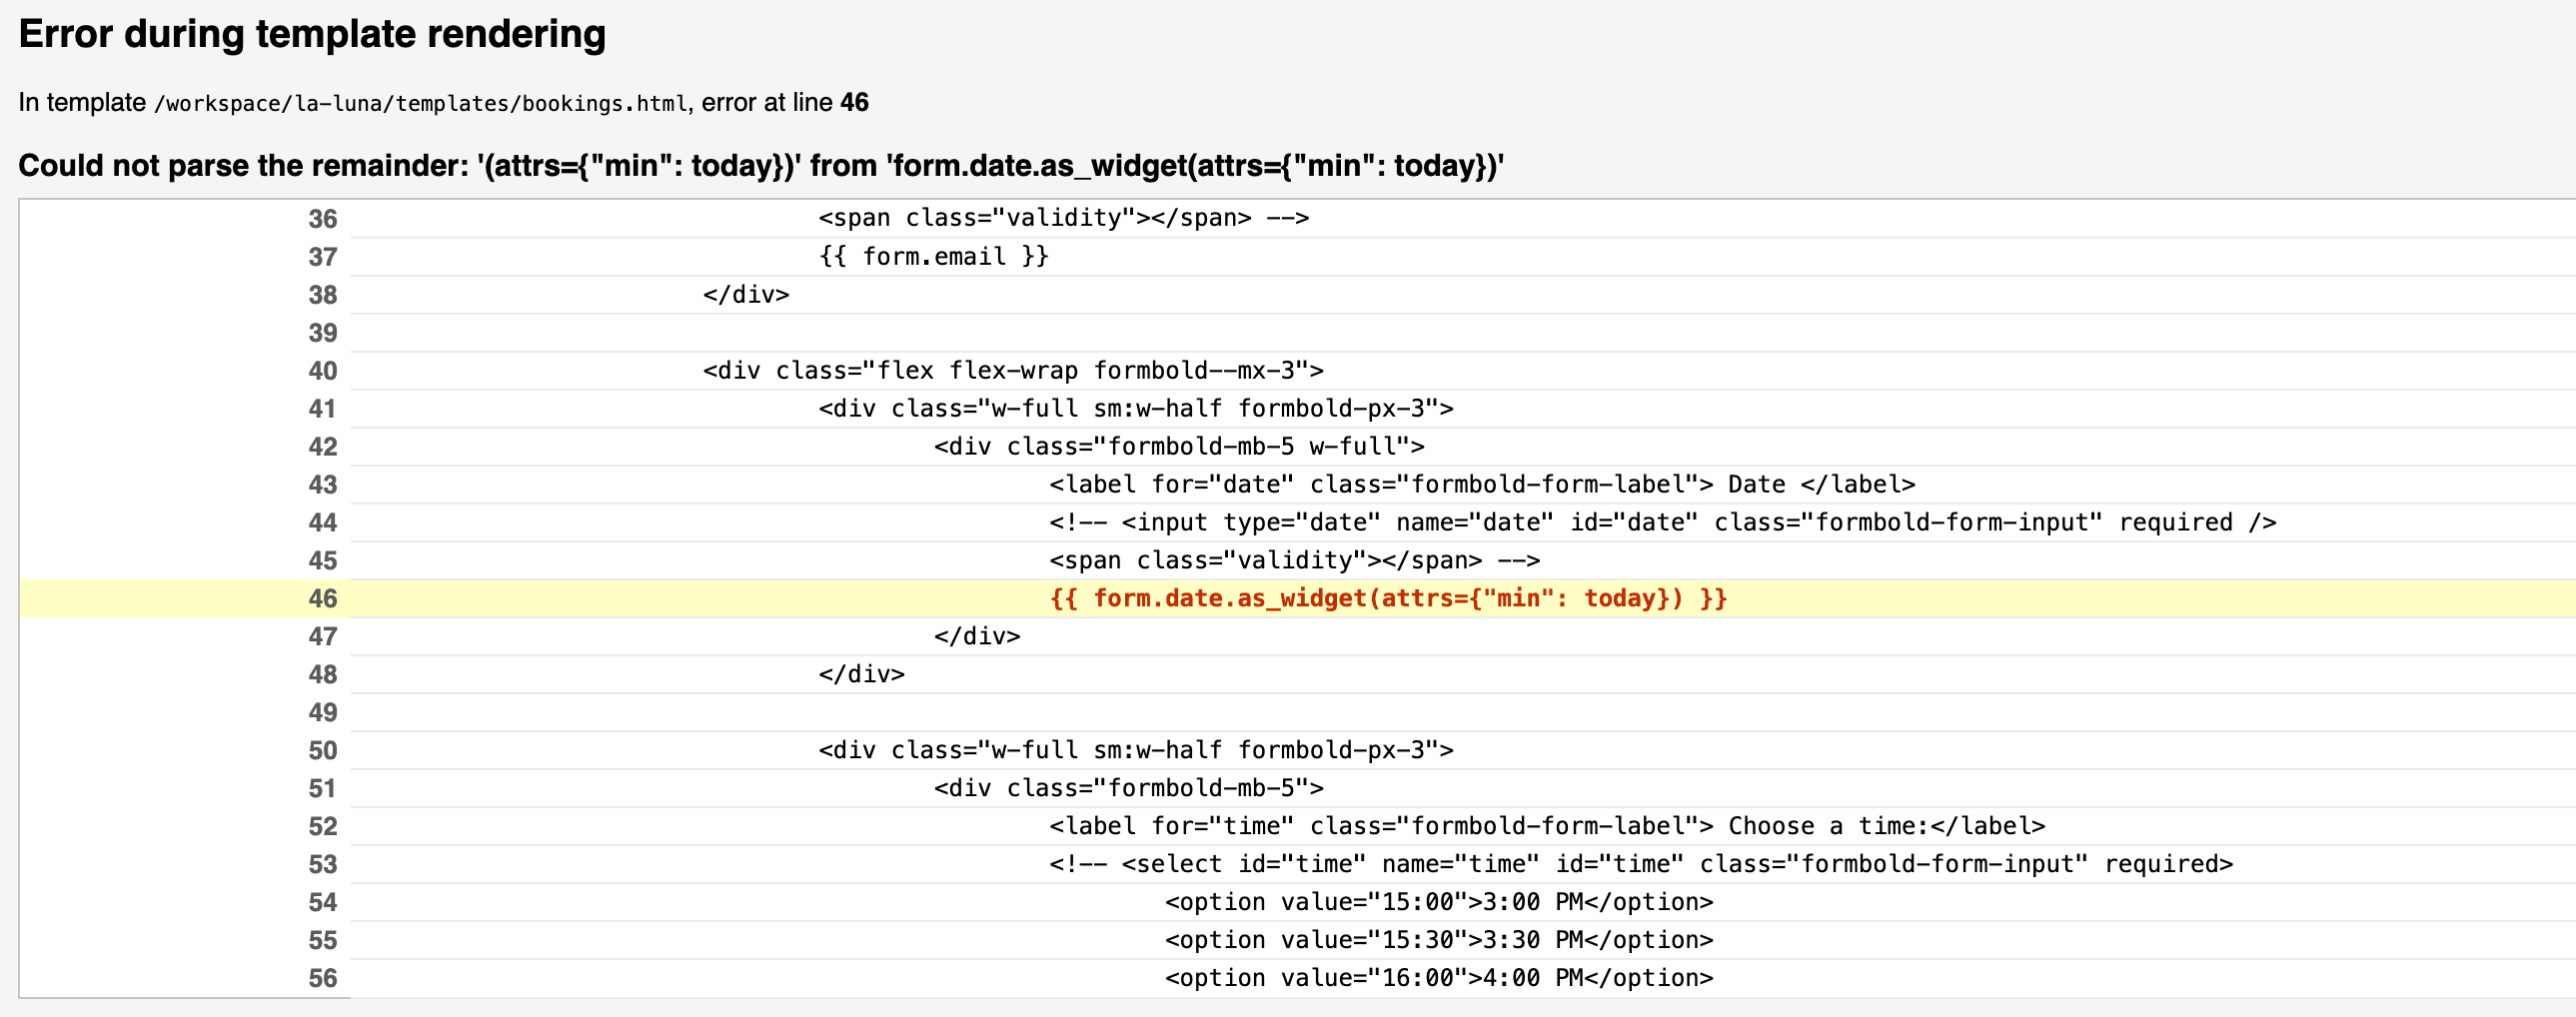 Error during template rendering
In template /workspace/la-luna/templates/bookings.html, error at line 46
Could not parse the remainder: '(attrs={"min": today})' from 'form.date.as_widget(attrs={"min": today})'
36 <span class="validity"></span> -->
37 {{ form.email }}
38 </div>
39
40 <div class="flex flex-wrap formbold--mx-3">
41 <div class="w-full sm:w-half formbold-px-3">
42 <div class="formbold-mb-5 w-full">
43 <label for="date" class="formbold-form-label"> Date </label>
44 <!-- <input type="date" name="date" id="date" class="formbold-form-input" required />
45 <span class="validity"></span> -->
46 {{ form.date.as_widget(attrs={"min": today}) }}
47 </div>
48 </div>
49
50 <div class="w-full sm:w-half formbold-px-3">
51 <div class="formbold-mb-5">
52 <label for="time" class="formbold-form-label"> Choose a time:</label>
53 <!-- <select id="time" name="time" id="time" class="formbold-form-input" required>
54 <option value="15:00">3:00 PM</option>
55 <option value="15:30">3:30 PM</option>
56 <option value="16:00">4:00 PM</option>